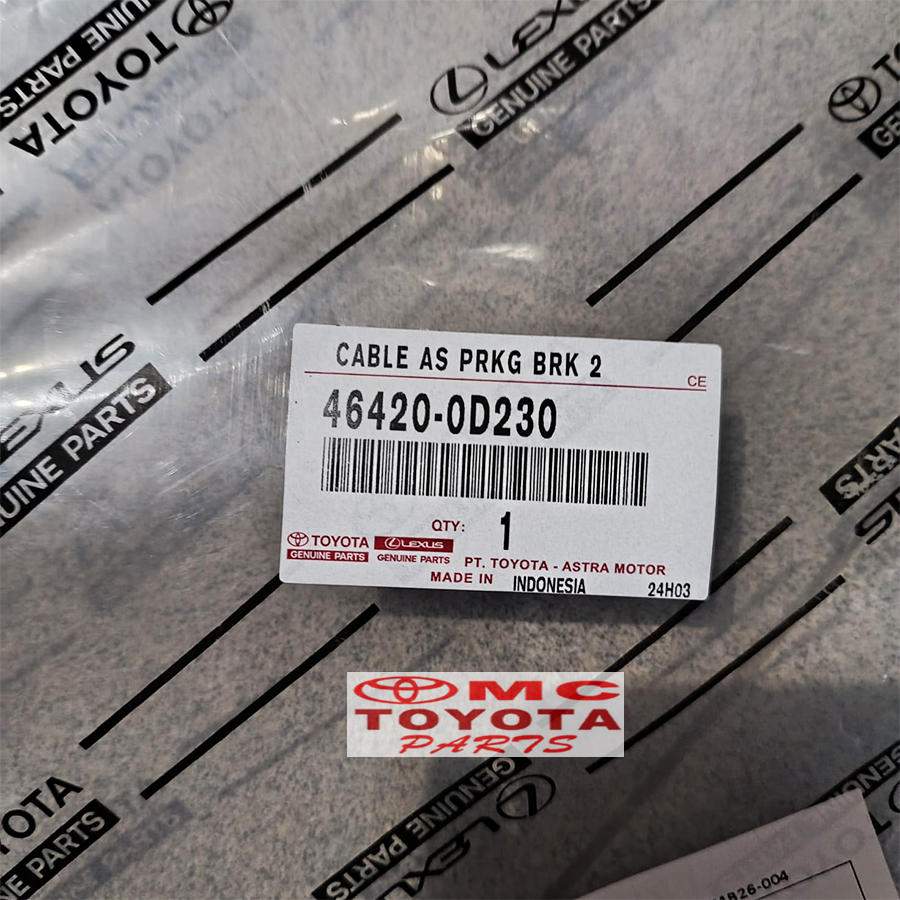 GENUINE PARTS
TOYOTA
LEXUS
GENUINE PARTS
LEXUS
GENUINE PARTS
CABLE AS PRKG BRK 2
CE
46420-0D230
QTY: 1
TOYOTA
GENUINE PARTS
LEXUS
GENUINE PARTS
PT. TOYOTA - ASTRA MOTOR
MADE IN INDONESIA
24H03
MC
TOYOTA
PARTS
TOYOTA
GENUINE PARTS
LEXUS
GENUINE PARTS